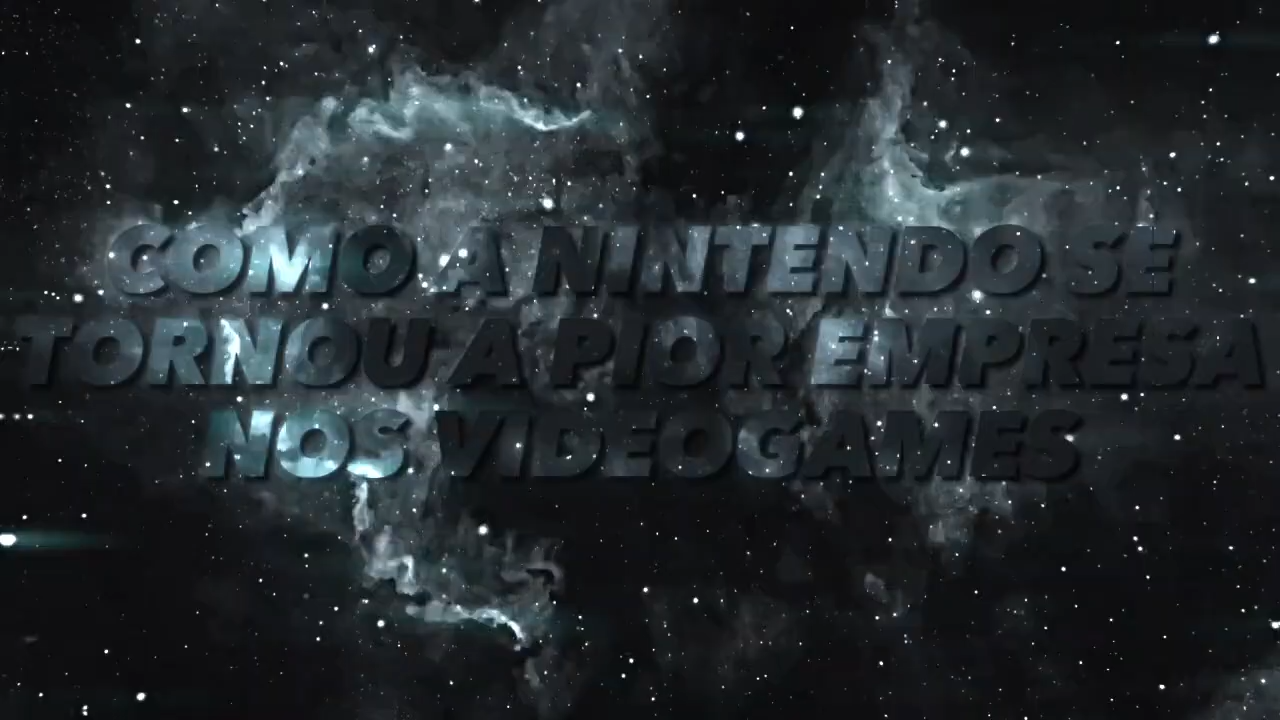 COMO A NINTENDO SE
TORNOU A PIOR EMPRESA
NOS VIDEOGAMES